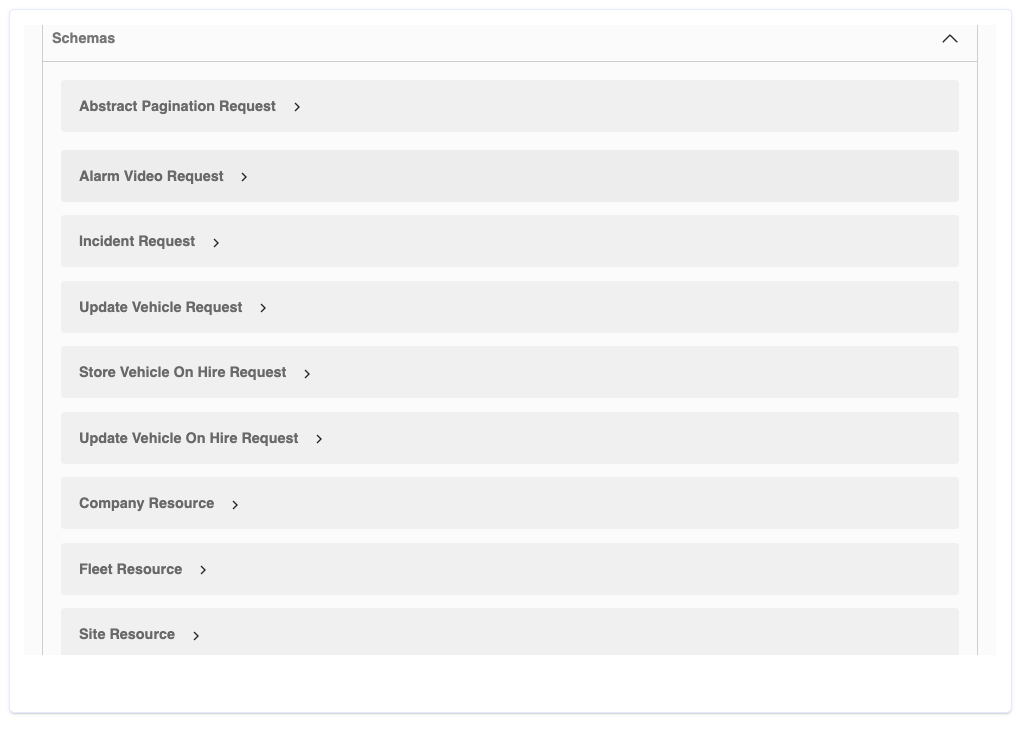 Schemas
Abstract Pagination Request
Alarm Video Request
Incident Request
Update Vehicle Request
Store Vehicle On Hire Request
Update Vehicle On Hire Request
Company Resource
Fleet Resource
Site Resource